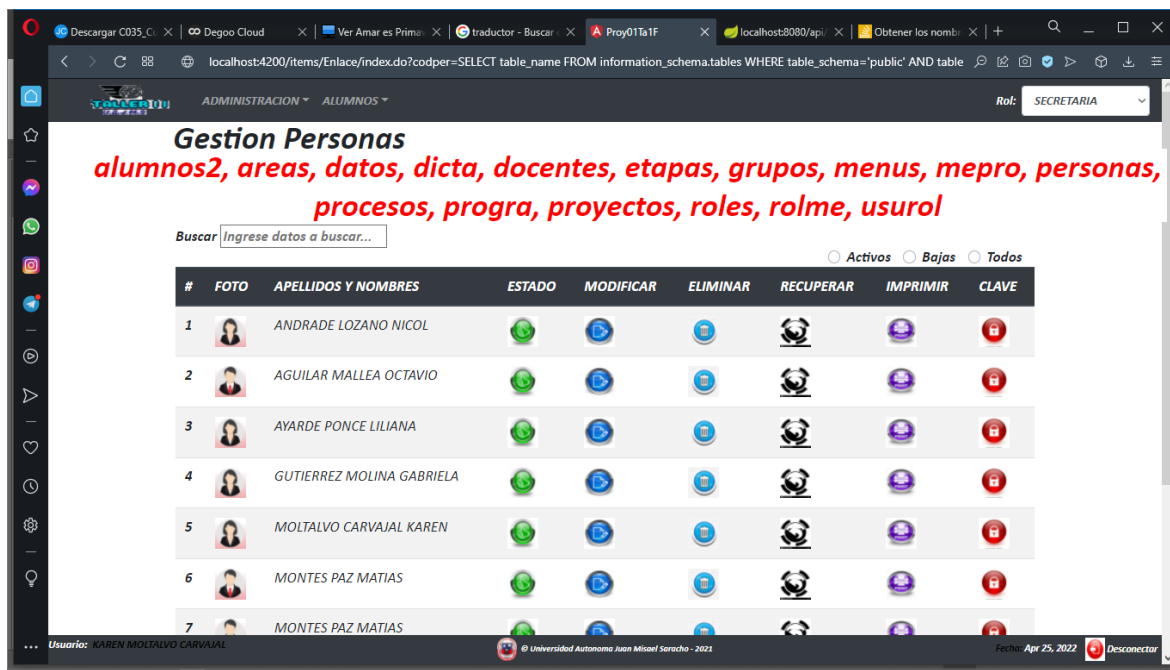 Descargar C035_Cu
Degoo Cloud
Ver Amar es Prima
traductor - Buscar
Proy01Ta1F
localhost:8080/api/
Obtener los nombr
localhost:4200/items/Enlace/index.do?codper=SELECT table_name FROM information_schema.tables WHERE table_schema='public' AND table
TALLER III
ADMINISTRACION
ALUMNOS
Rol:
SECRETARIA
Gestion Personas
alumnos2, areas, datos, dicta, docentes, etapas, grupos, menus, mepro, personas,
procesos, progra, proyectos, roles, rolme, usurol
Buscar Ingrese datos a buscar...
Activos Bajas Todos
# FOTO APELLIDOS Y NOMBRES ESTADO MODIFICAR ELIMINAR RECUPERAR IMPRIMIR CLAVE
1 ANDRADE LOZANO NICOL
2 AGUILAR MALLEA OCTAVIO
3 AYARDE PONCE LILIANA
4 GUTIERREZ MOLINA GABRIELA
5 MOLTALVO CARVAJAL KAREN
6 MONTES PAZ MATIAS
7 MONTES PAZ MATIAS
Usuario: KAREN MOLTALVO CARVAJAL
© Universidad Autonoma Juan Misael Saracho - 2021
Fecha: Apr 25, 2022
Desconectar